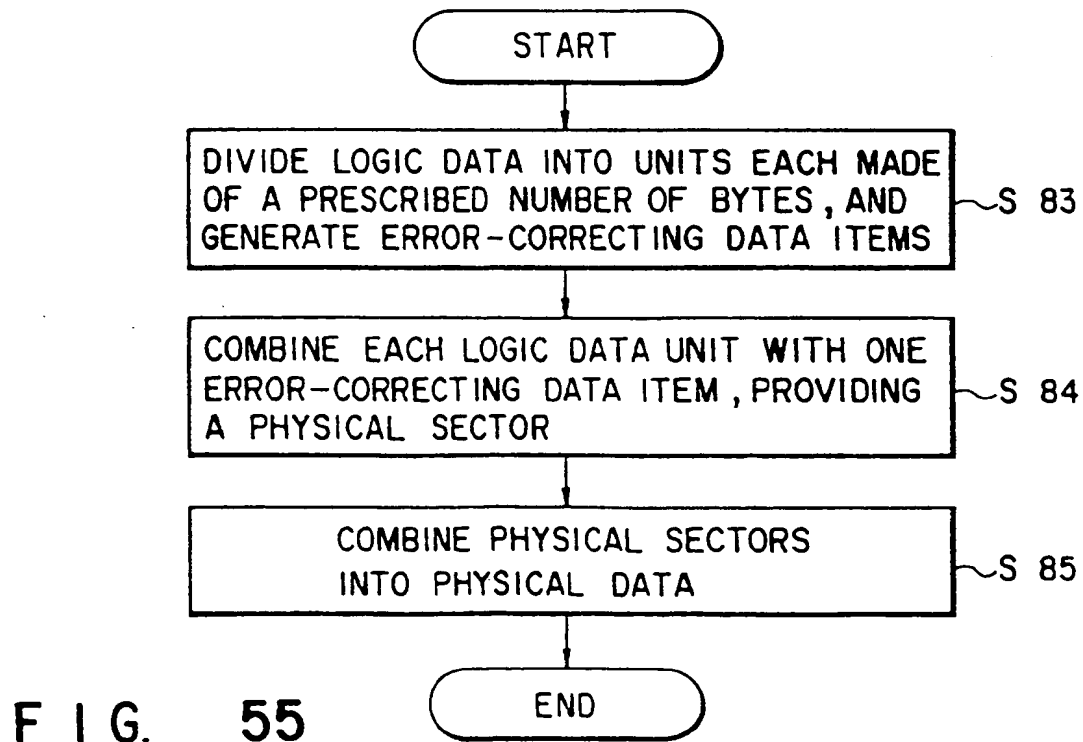 START
DIVIDE LOGIC DATA INTO UNITS EACH MADE
OF A PRESCRIBED NUMBER OF BYTES, AND
GENERATE ERROR-CORRECTING DATA ITEMS
S 83
COMBINE EACH LOGIC DATA UNIT WITH ONE
ERROR-CORRECTING DATA ITEM, PROVIDING
A PHYSICAL SECTOR
S 84
COMBINE PHYSICAL SECTORS
INTO PHYSICAL DATA
S 85
END
FIG. 55